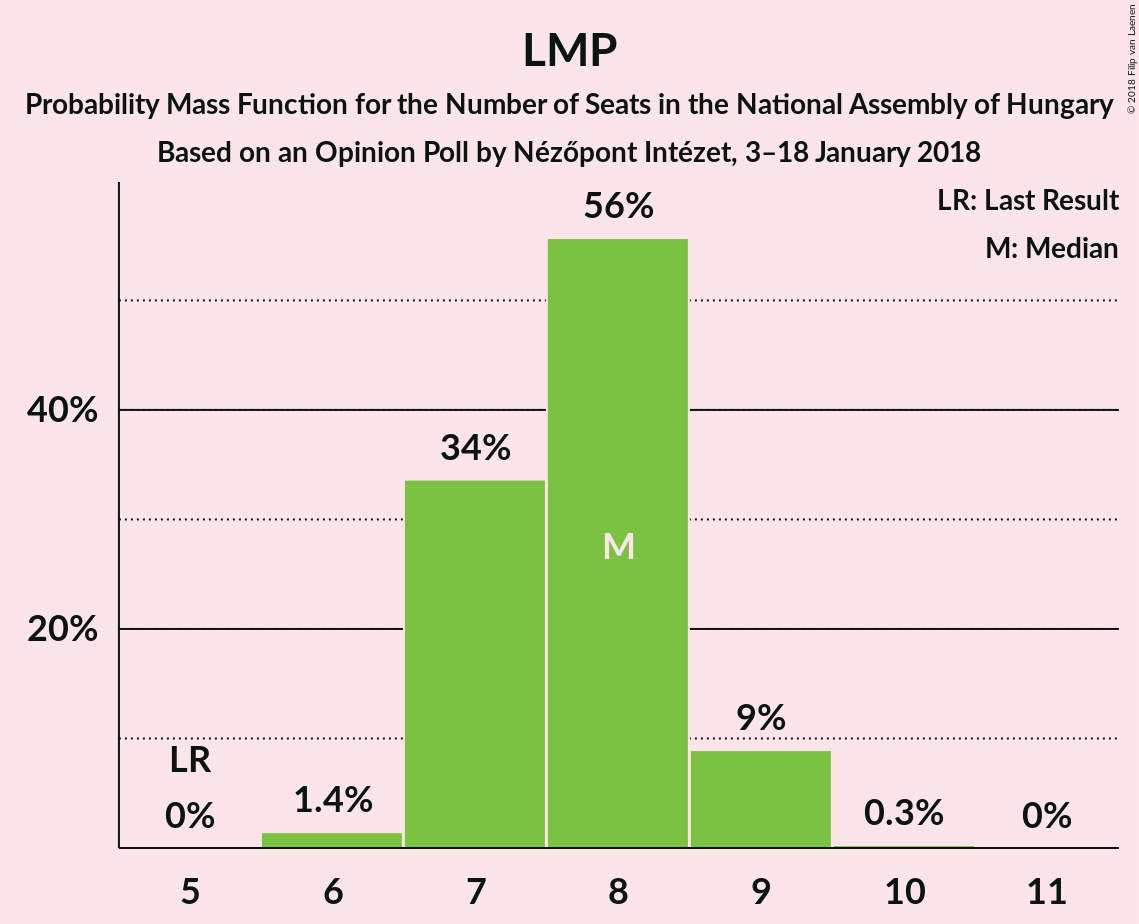 LMP
Probability Mass Function for the Number of Seats in the National Assembly of Hungary
Based on an Opinion Poll by Nézőpont Intézet, 3–18 January 2018
© 2018 Filip van Laenen
LR: Last Result
M: Median
56%
40%
34%
M
20%
9%
LR
1.4%
0%
0.3%
0%
5 6 7 8 9 10 11